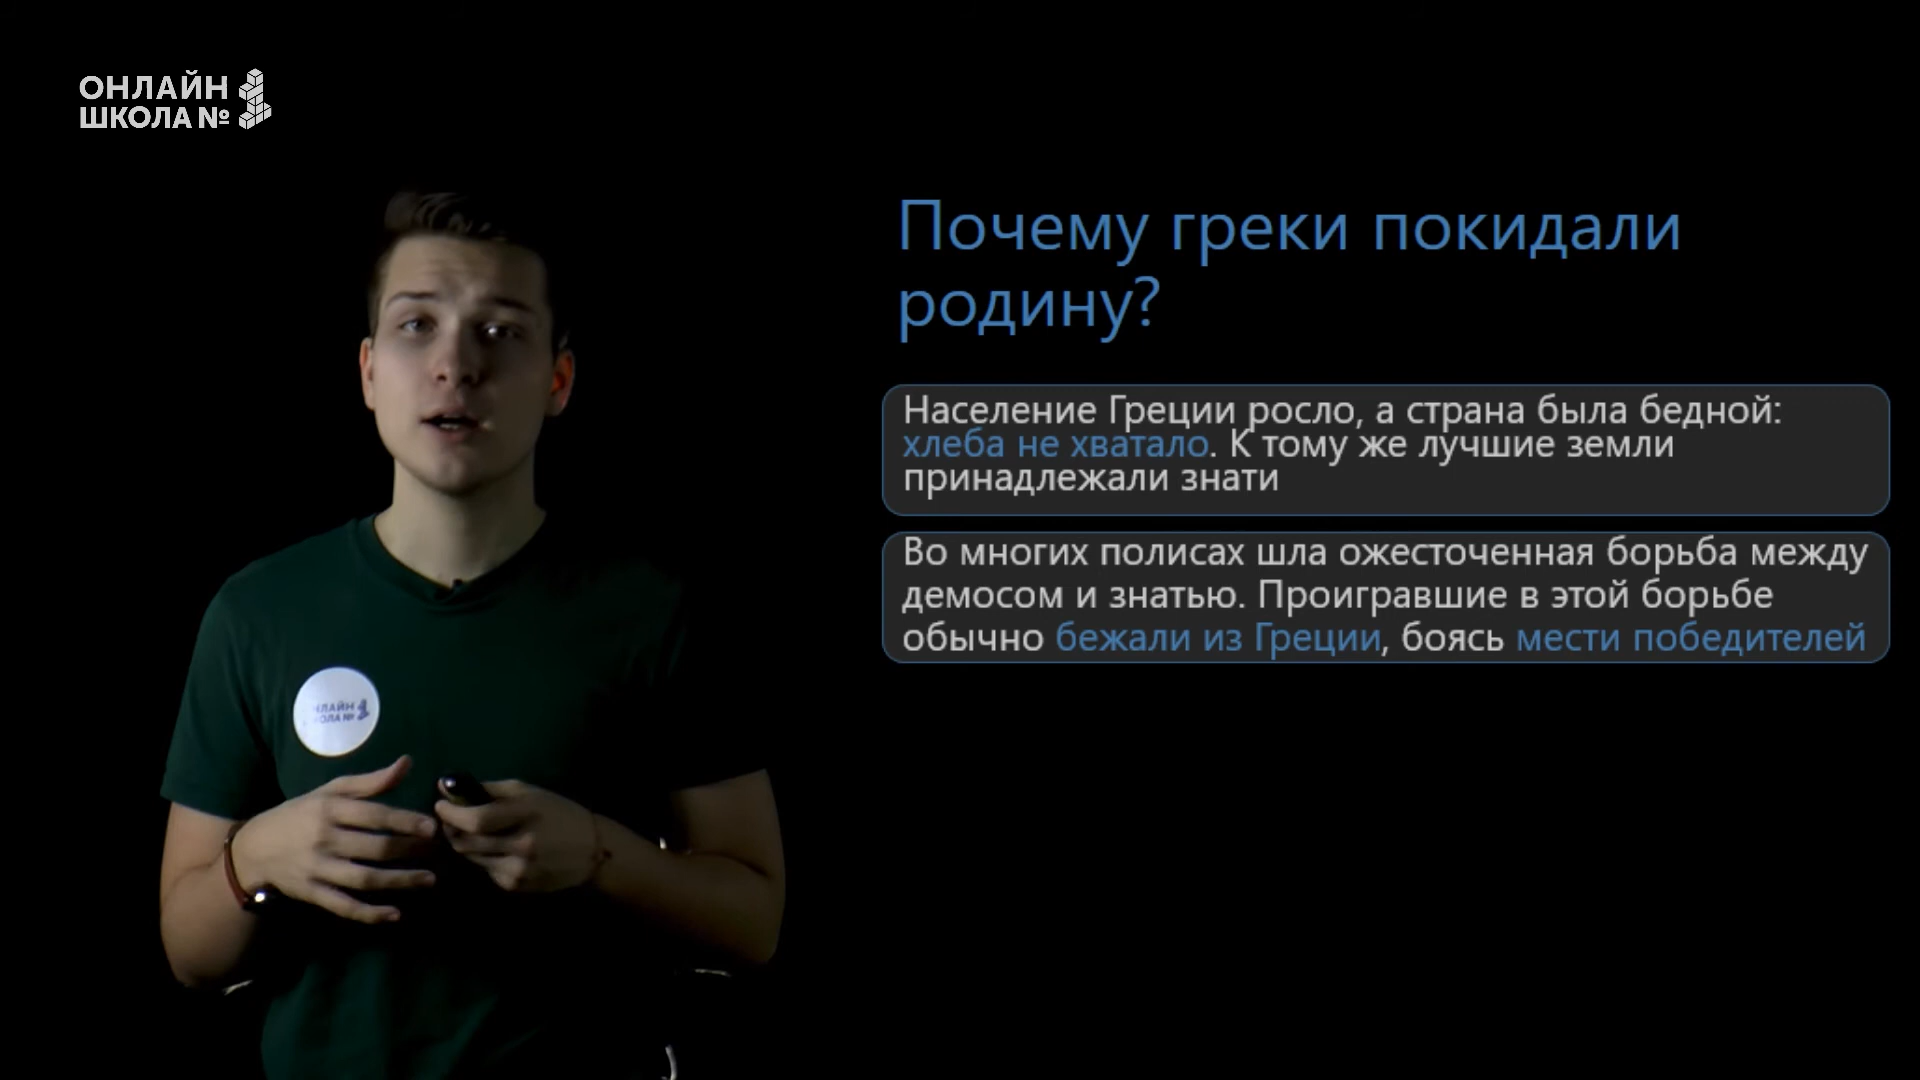 ОНЛАЙН
ШКОЛА №
Почему греки покидали
родину?
Население Греции росло, а страна была бедной:
хлеба не хватало. К тому же лучшие земли
принадлежали знати
Во многих полисах шла ожесточенная борьба между
демосом и знатью. Проигравшие в этой борьбе
обычно бежали из Греции, боясь мести победителей